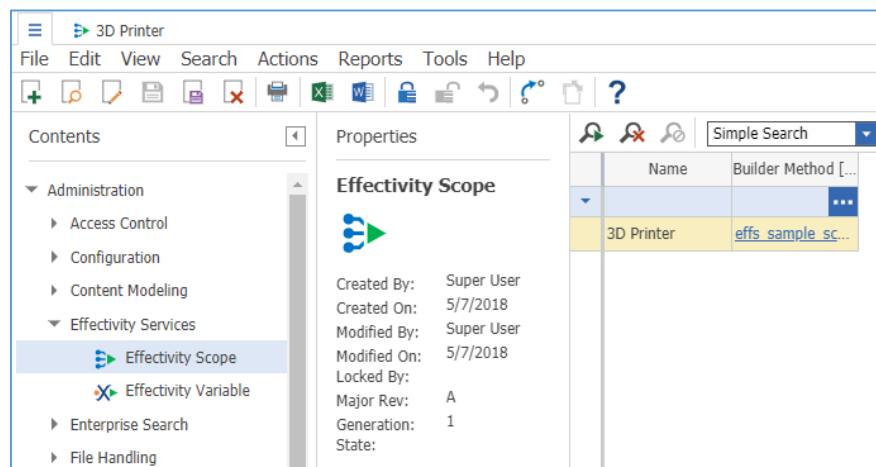 3D Printer
File Edit View Search Actions Reports Tools Help
Contents
Administration
Access Control
Configuration
Content Modeling
Effectivity Services
Effectivity Scope
Effectivity Variable
Enterprise Search
File Handling
Properties
Effectivity Scope
Created By: Super User
Created On: 5/7/2018
Modified By: Super User
Modified On: 5/7/2018
Locked By:
Major Rev: A
Generation: 1
State:
Simple Search
Name Builder Method [...
3D Printer effs_sample_sc...